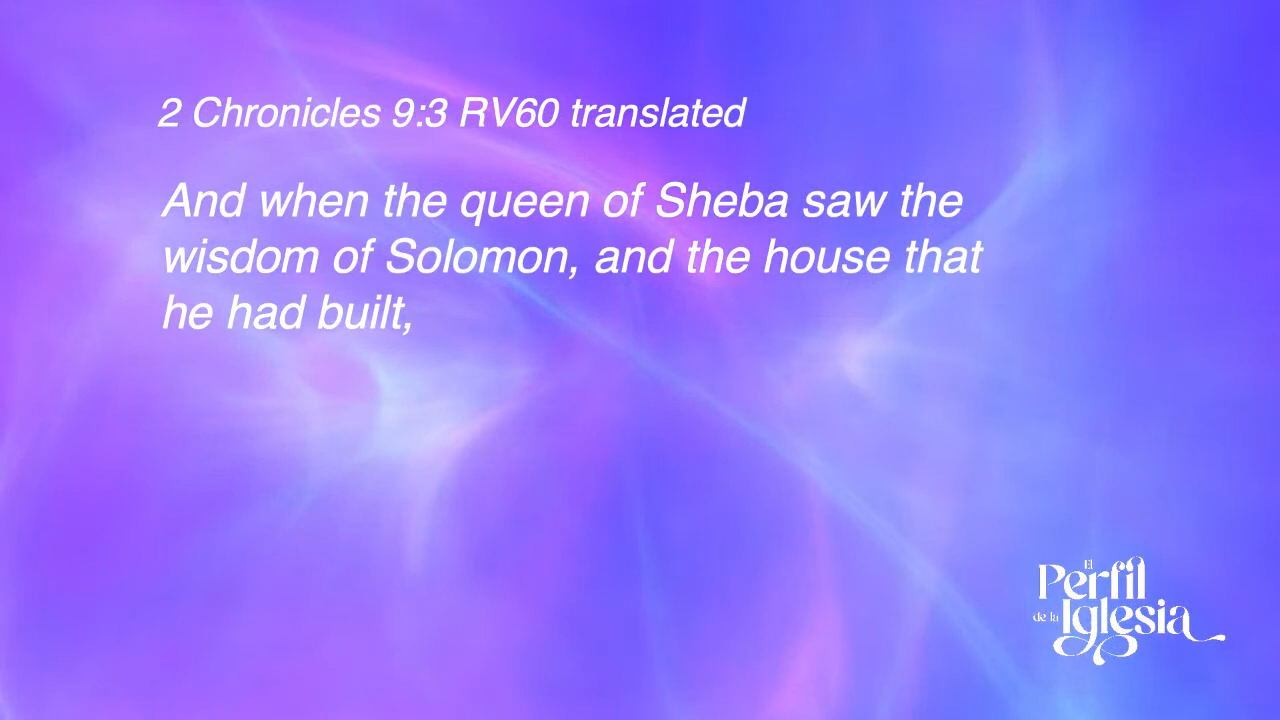 2 Chronicles 9:3 RV60 translated
And when the queen of Sheba saw the
wisdom of Solomon, and the house that
he had built,
El
Perfil
de la Iglesia